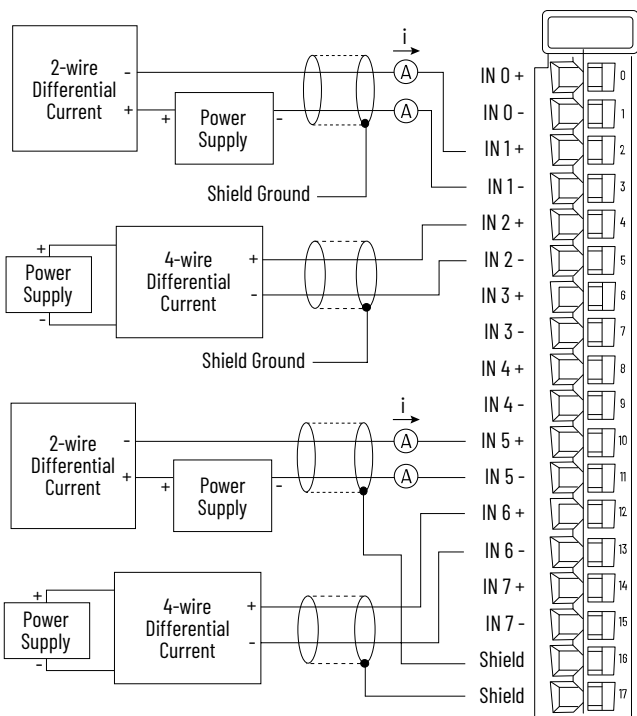 2-wire
Differential
Current
-
+
+
Power
Supply
-
i
A
A
Shield Ground
4-wire
Differential
Current
+
-
+
Power
Supply
-
Shield Ground
2-wire
Differential
Current
-
+
+
Power
Supply
-
i
A
A
4-wire
Differential
Current
+
-
+
Power
Supply
-
IN 0 + 0
IN 0 - 1
IN 1 + 2
IN 1 - 3
IN 2 + 4
IN 2 - 5
IN 3 + 6
IN 3 - 7
IN 4 + 8
IN 4 - 9
IN 5 + 10
IN 5 - 11
IN 6 + 12
IN 6 - 13
IN 7 + 14
IN 7 - 15
Shield 16
Shield 17